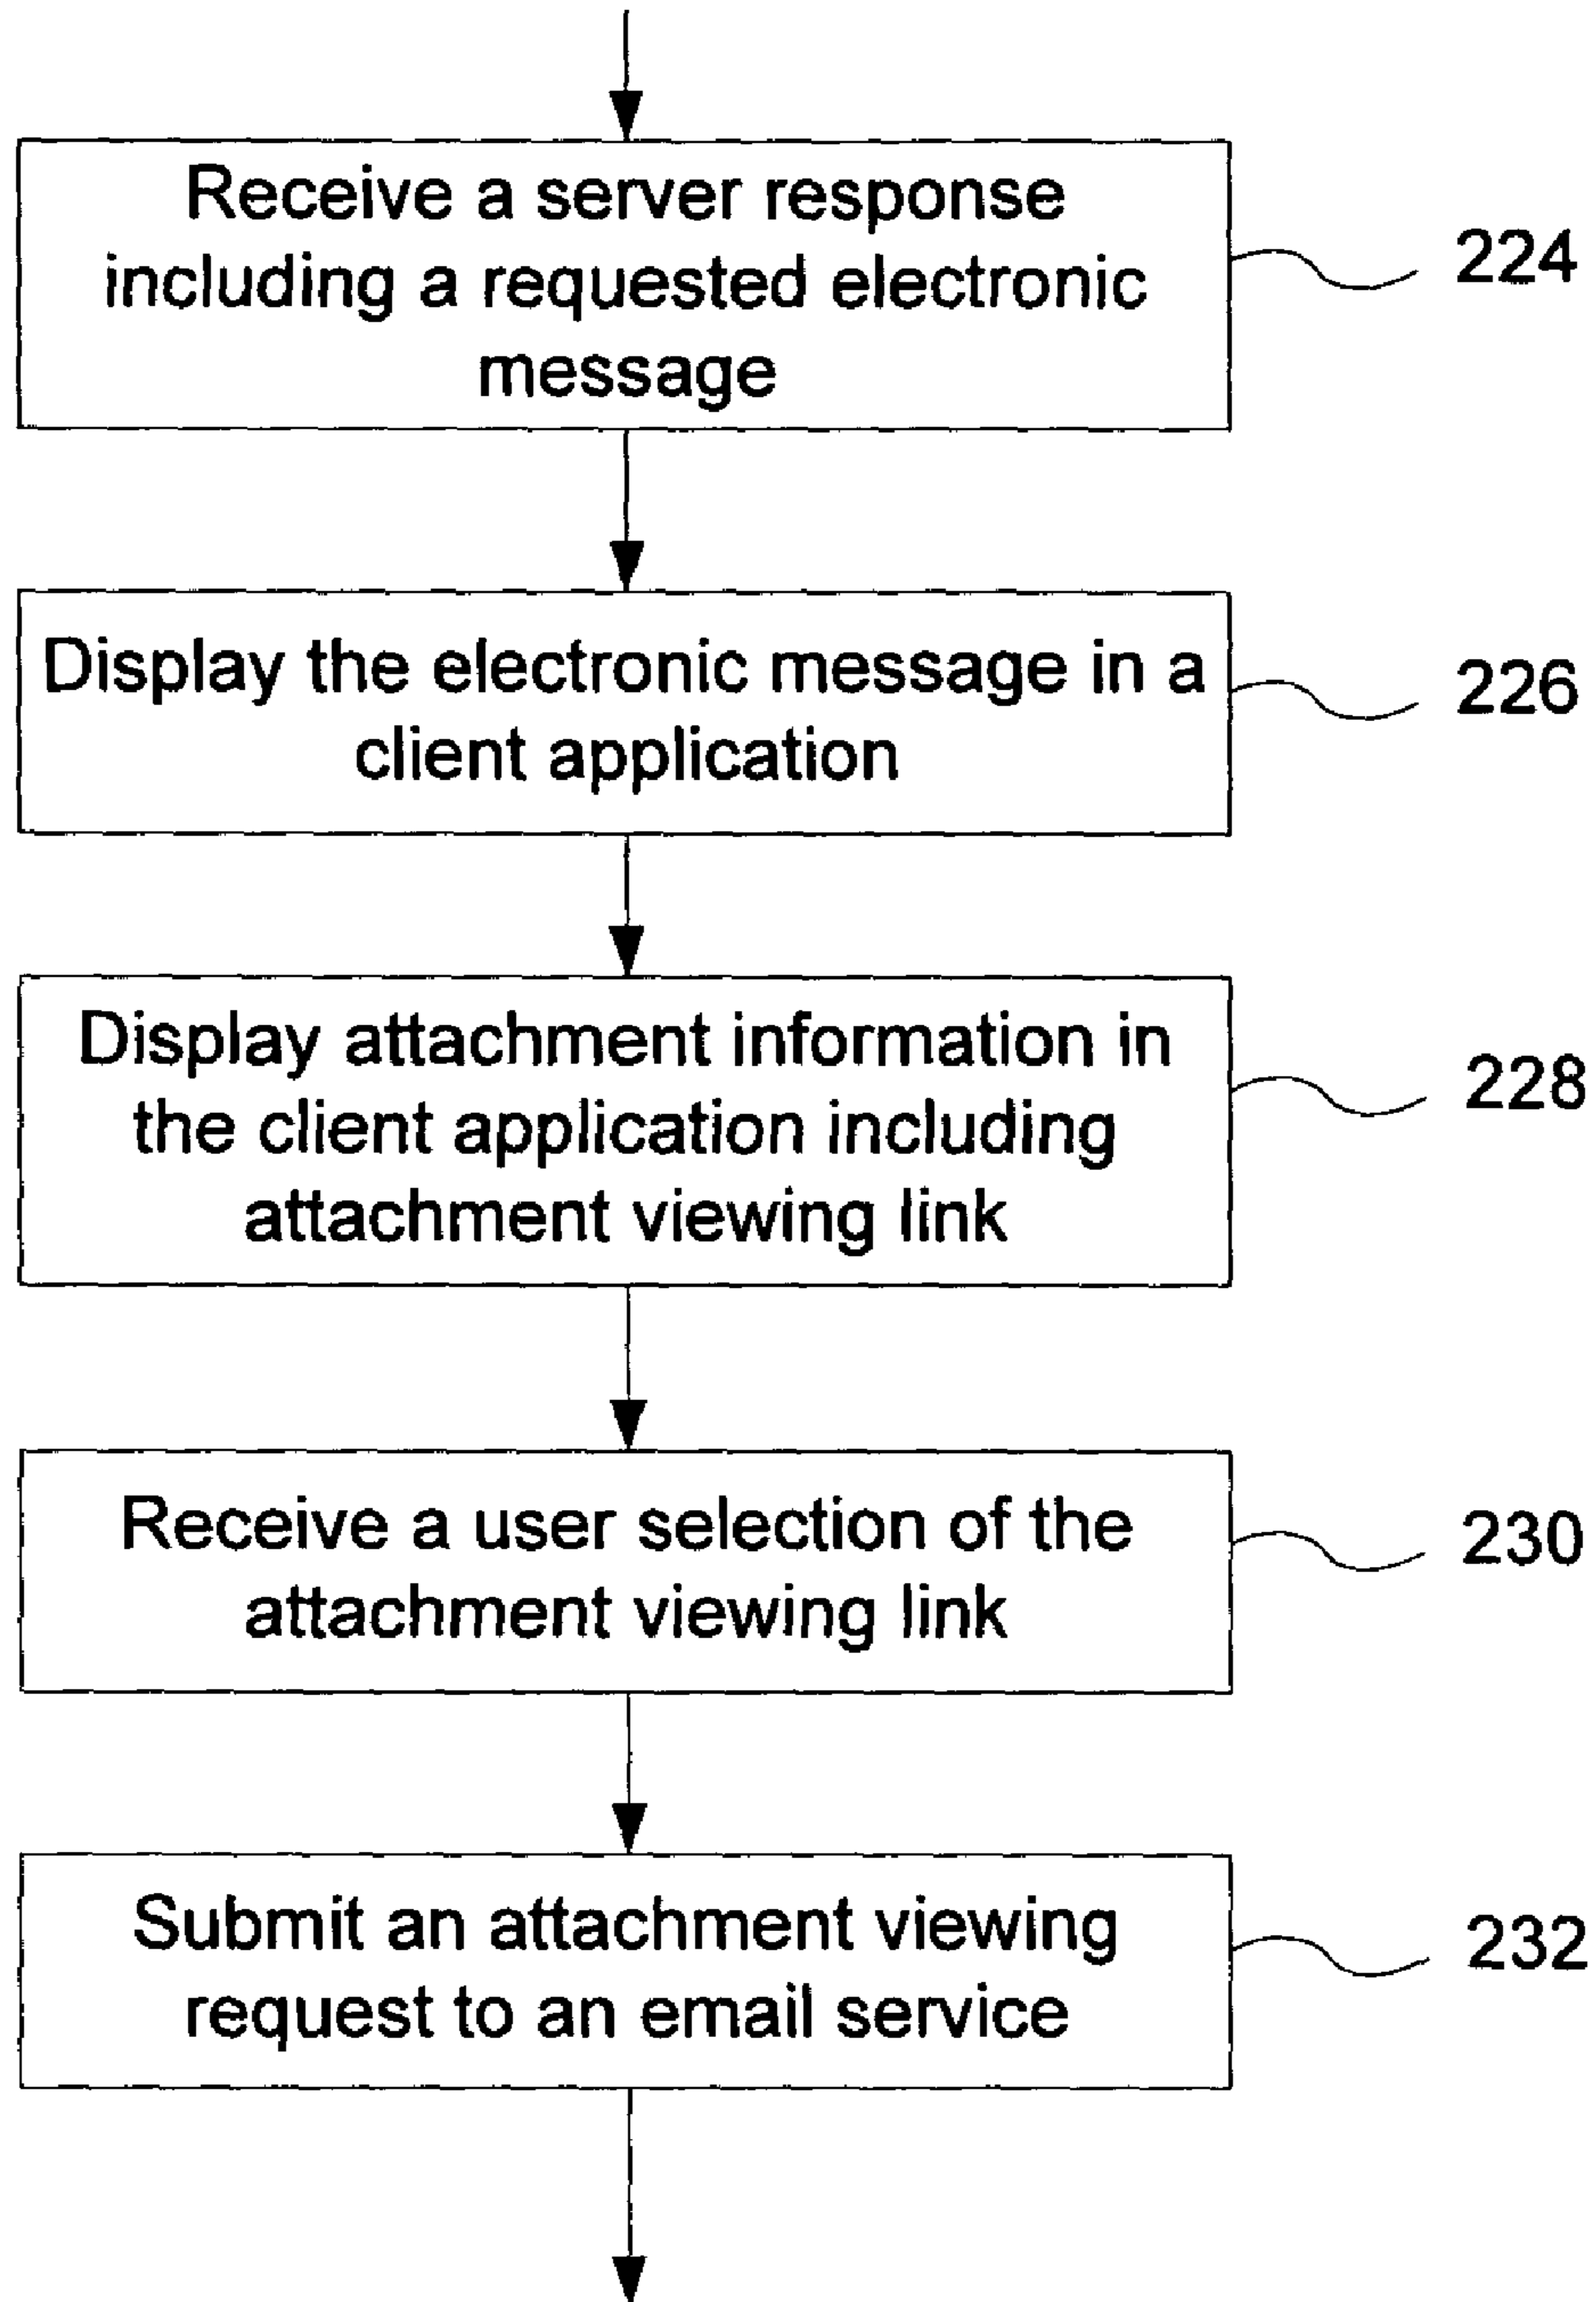 Receive a server response
including a requested electronic
message
224
Display the electronic message in a
client application
226
Display attachment information in
the client application including
attachment viewing link
228
Receive a user selection of the
attachment viewing link
230
Submit an attachment viewing
request to an email service
232